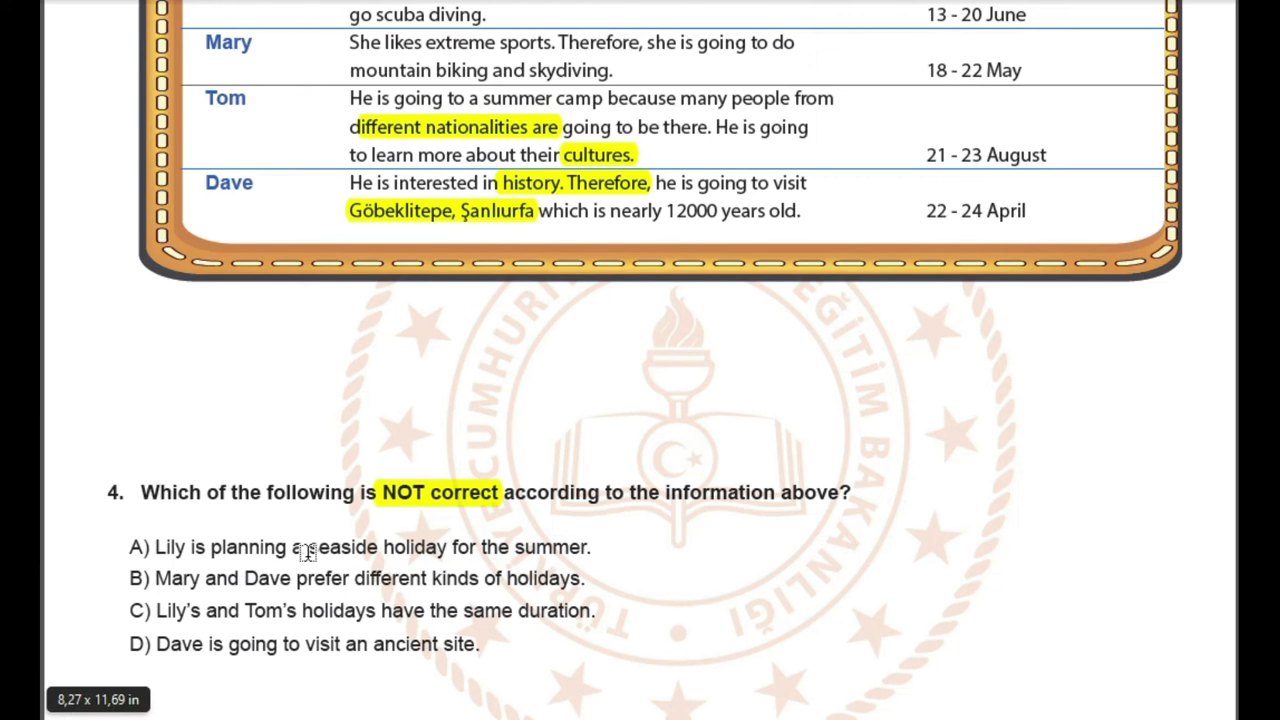 go scuba diving.
13 - 20 June
Mary
She likes extreme sports. Therefore, she is going to do
mountain biking and skydiving.
18 - 22 May
Tom
He is going to a summer camp because many people from
different nationalities are going to be there. He is going
to learn more about their cultures.
21 - 23 August
Dave
He is interested in history. Therefore, he is going to visit
Göbeklitepe, Şanlıurfa which is nearly 12000 years old.
22 - 24 April
4. Which of the following is NOT correct according to the information above?
A) Lily is planning a seaside holiday for the summer.
B) Mary and Dave prefer different kinds of holidays.
C) Lily's and Tom's holidays have the same duration.
D) Dave is going to visit an ancient site.
TÜRKİYE CUMHURİ
EĞİTİM BAKANLIĞI
8,27 x 11,69 in